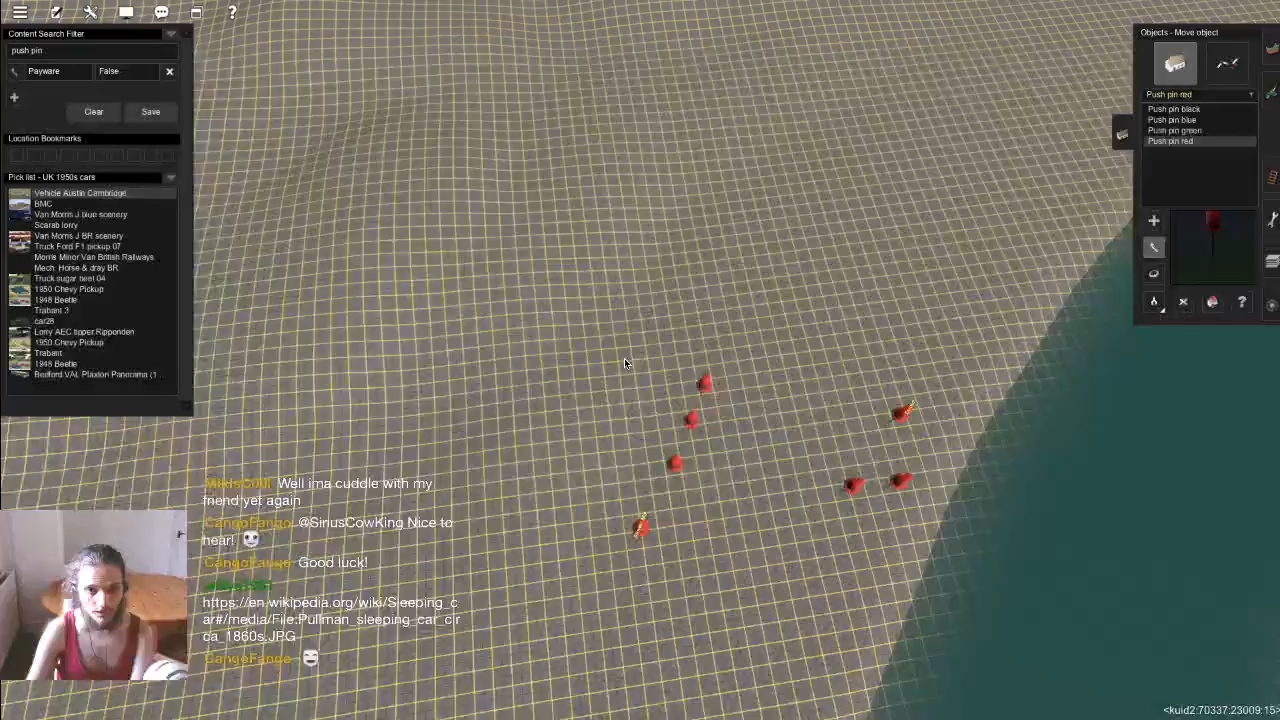 ?
Content Search Filter
push pin
Payware False
Clear Save
Location Bookmarks
Pick list - UK 1950s cars
Vehicle Austin Cambridge
BMC
Van Morris J blue scenery
Scarab lorry
Van Morris J BR scenery
Truck Ford F1 pickup 07
Morris Minor Van British Railways
Mech. Horse & dray BR
Truck sugar beet 04
1950 Chevy Pickup
1948 Beetle
Trabant 3
car28
Lorry AEC tipper Ripponden
1950 Chevy Pickup
Trabant
1948 Beetle
Bedford VAL Plaxton Panorama (1...
Objects - Move object
Push pin red
Push pin black
Push pin blue
Push pin green
Push pin red
?
Well ima cuddle with my
friend yet again
CangoFango @SiriusCowKing Nice to
hear!
CangoFango Good luck!
https://en.wikipedia.org/wiki/Sleeping_c
ar#/media/File:Pullman_sleeping_car_cir
ca_1860s.JPG
CangoFango
<kuid2:70337:23009:15>